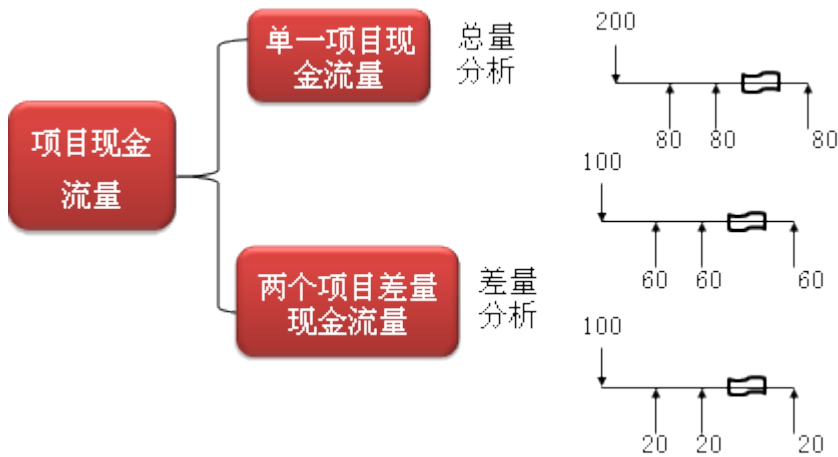 项目现金
流量
单一项目现
金流量
总量
分析
两个项目差量
现金流量
差量
分析
200
80 80 80
100
60 60 60
100
20 20 20